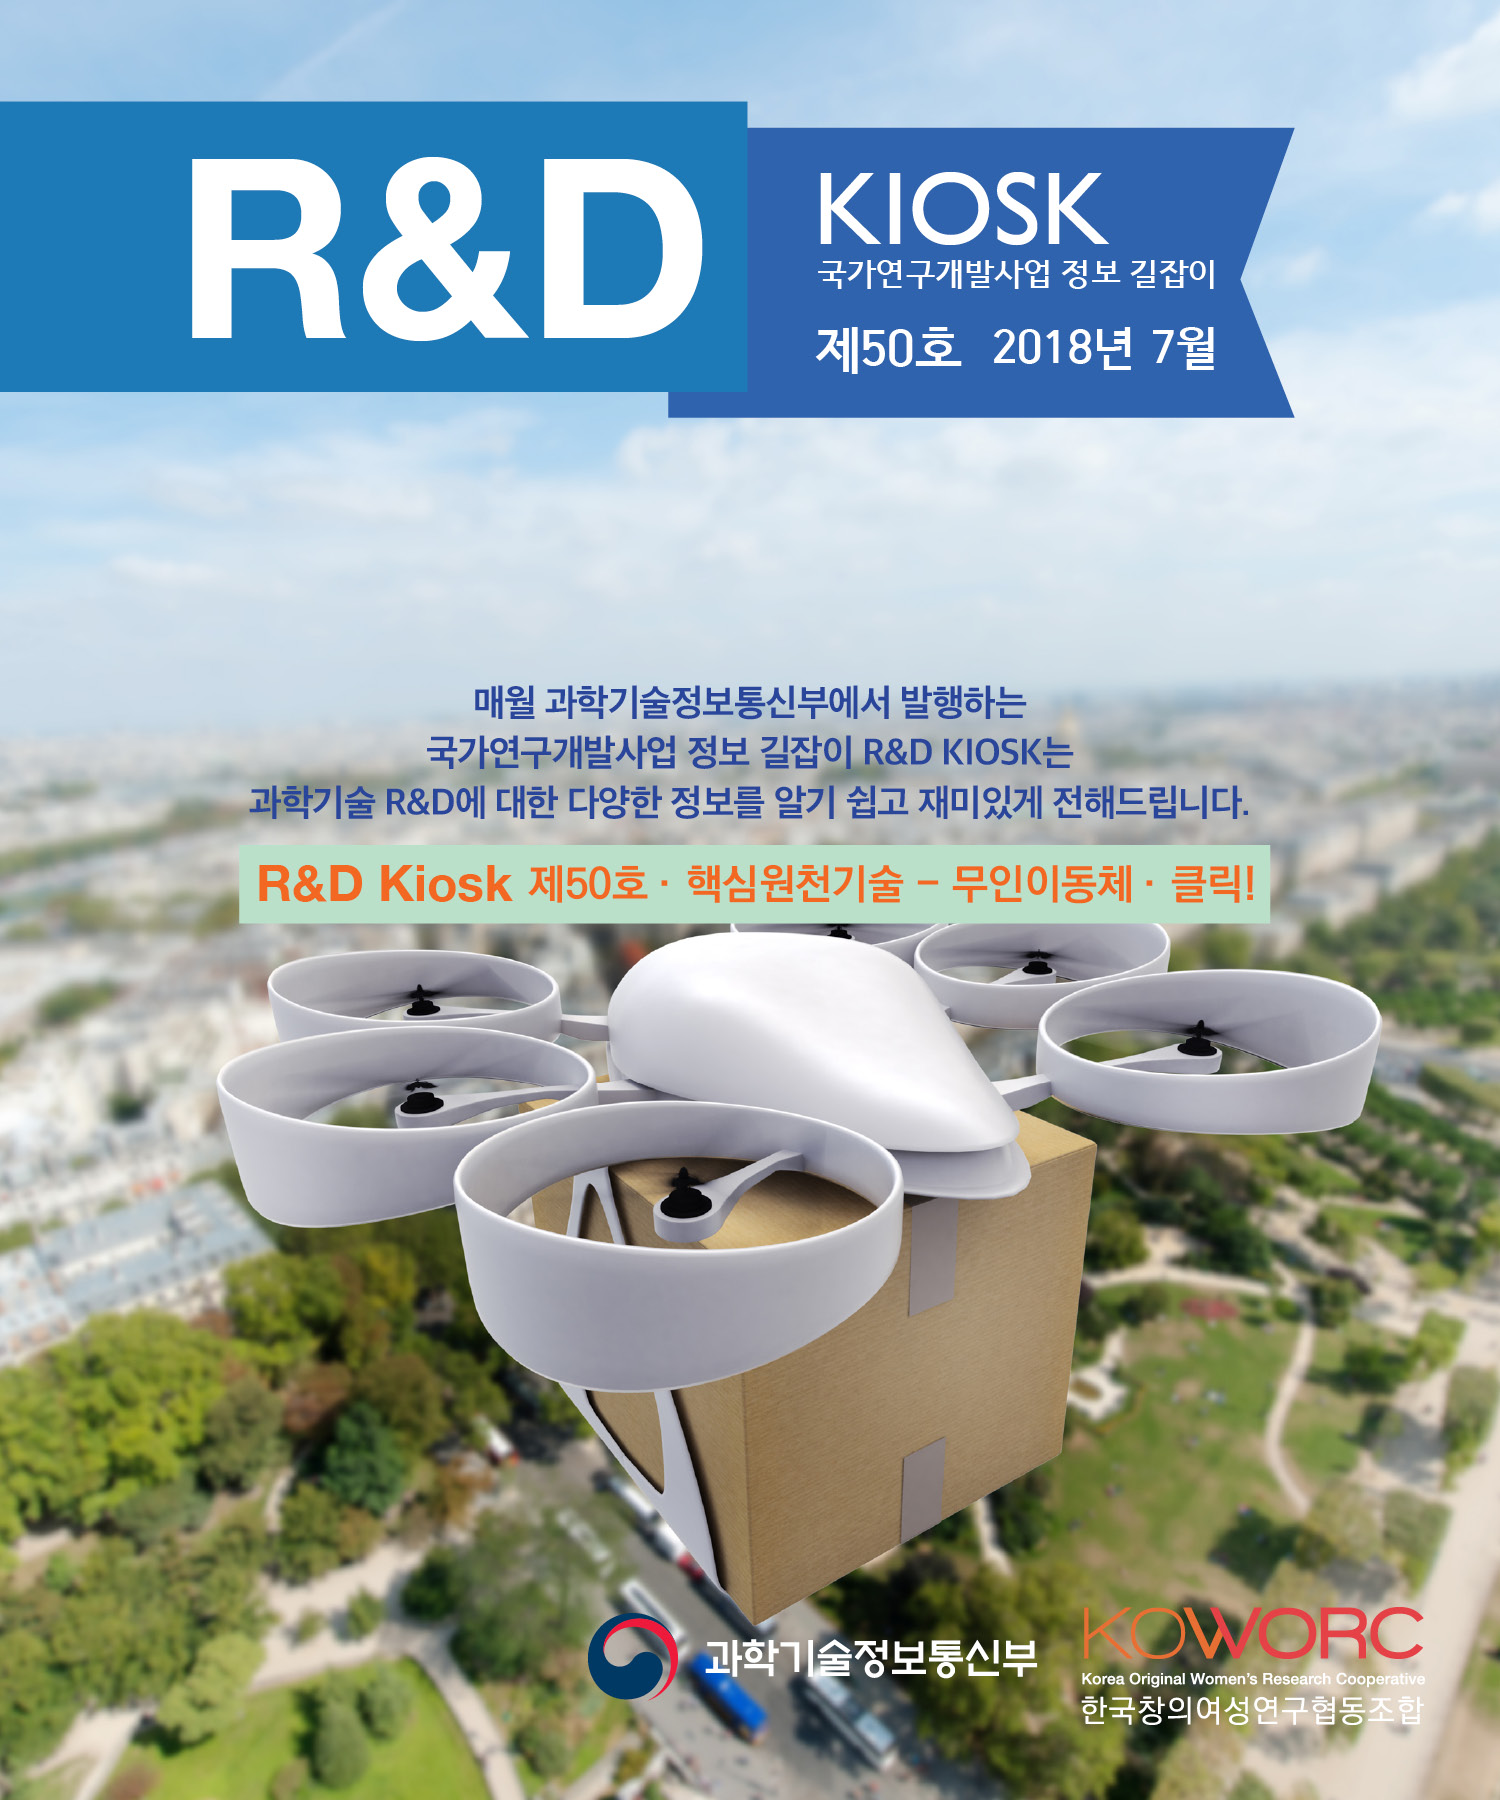 R&D
KIOSK
국가연구개발사업 정보 길잡이
제50호 2018년 7월
매월 과학기술정보통신부에서 발행하는
국가연구개발사업 정보 길잡이 R&D KIOSK는
과학기술 R&D에 대한 다양한 정보를 알기 쉽고 재미있게 전해드립니다.
R&D Kiosk 제50호 · 핵심원천기술 – 무인이동체 · 클릭!
과학기술정보통신부
KOWORC
Korea Original Women's Research Cooperative
한국창의여성연구협동조합